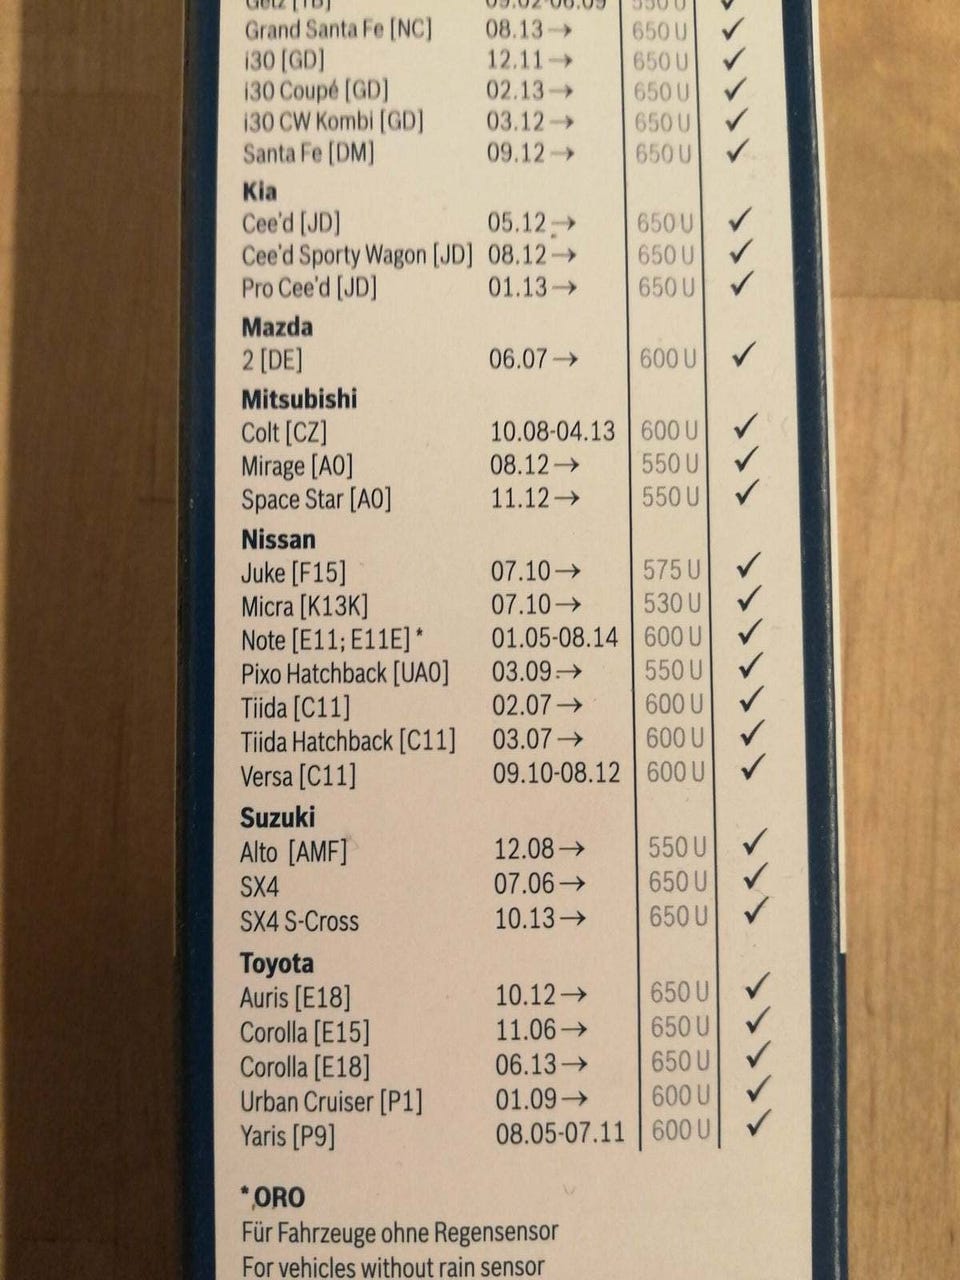 Getz [TB] 09.02-06.09 550 U ✓
Grand Santa Fe [NC] 08.13→ 650 U ✓
i30 [GD] 12.11→ 650 U ✓
i30 Coupé [GD] 02.13→ 650 U ✓
i30 CW Kombi [GD] 03.12→ 650 U ✓
Santa Fe [DM] 09.12→ 650 U ✓
Kia
Cee'd [JD] 05.12→ 650 U ✓
Cee'd Sporty Wagon [JD] 08.12→ 650 U ✓
Pro Cee'd [JD] 01.13→ 650 U ✓
Mazda
2 [DE] 06.07→ 600 U ✓
Mitsubishi
Colt [CZ] 10.08-04.13 600 U ✓
Mirage [A0] 08.12→ 550 U ✓
Space Star [A0] 11.12→ 550 U ✓
Nissan
Juke [F15] 07.10→ 575 U ✓
Micra [K13K] 07.10→ 530 U ✓
Note [E11; E11E] * 01.05-08.14 600 U ✓
Pixo Hatchback [UA0] 03.09→ 550 U ✓
Tiida [C11] 02.07→ 600 U ✓
Tiida Hatchback [C11] 03.07→ 600 U ✓
Versa [C11] 09.10-08.12 600 U ✓
Suzuki
Alto [AMF] 12.08→ 550 U ✓
SX4 07.06→ 650 U ✓
SX4 S-Cross 10.13→ 650 U ✓
Toyota
Auris [E18] 10.12→ 650 U ✓
Corolla [E15] 11.06→ 650 U ✓
Corolla [E18] 06.13→ 650 U ✓
Urban Cruiser [P1] 01.09→ 600 U ✓
Yaris [P9] 08.05-07.11 600 U ✓
* ORO
Für Fahrzeuge ohne Regensensor
For vehicles without rain sensor